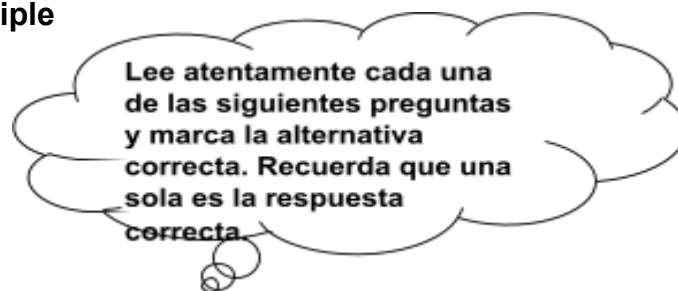 iple
Lee atentamente cada una
de las siguientes preguntas
y marca la alternativa
correcta. Recuerda que una
sola es la respuesta
correcta.